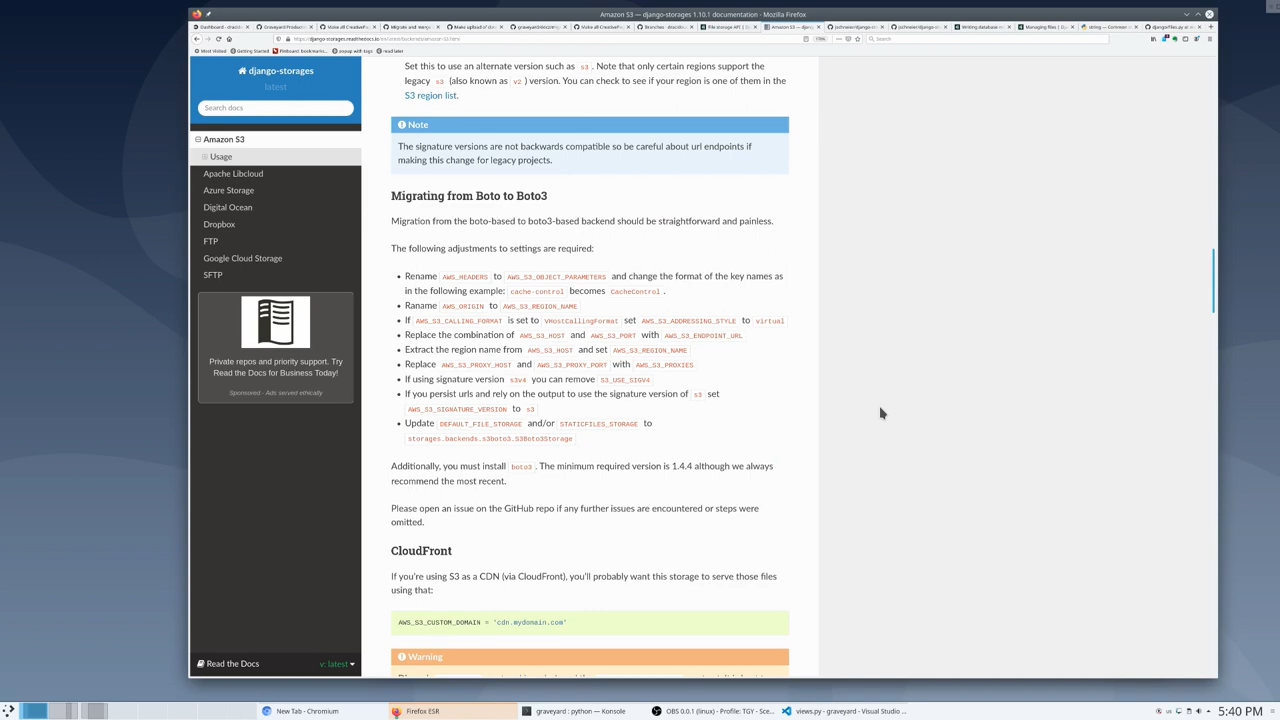 Amazon S3 — django-storages 1.10.1 documentation - Mozilla Firefox
Search
Most Visited
Bookmarks
popup with tags
read later
django-storages
latest
Search docs
Amazon S3
Usage
Apache Libcloud
Azure Storage
Digital Ocean
Dropbox
FTP
Google Cloud Storage
SFTP
Private repos and priority support. Try
Read the Docs for Business Today!
Sponsored · Ads served ethically
Read the Docs
v: latest
Set this to use an alternate version such as s3. Note that only certain regions support the
legacy s3 (also known as v2) version. You can check to see if your region is one of them in the
S3 region list.
Note
The signature versions are not backwards compatible so be careful about url endpoints if
making this change for legacy projects.
Migrating from Boto to Boto3
Migration from the boto-based to boto3-based backend should be straightforward and painless.
The following adjustments to settings are required:
• Rename AWS_HEADERS to AWS_S3_OBJECT_PARAMETERS and change the format of the key names as
in the following example: cache-control becomes CacheControl.
• Raname AWS_ORIGIN to AWS_S3_REGION_NAME
• If AWS_S3_CALLING_FORMAT is set to VHostCallingFormat set AWS_S3_ADDRESSING_STYLE to virtual
• Replace the combination of AWS_S3_HOST and AWS_S3_PORT with AWS_S3_ENDPOINT_URL
• Extract the region name from AWS_S3_HOST and set AWS_S3_REGION_NAME
• Replace AWS_S3_PROXY_HOST and AWS_S3_PROXY_PORT with AWS_S3_PROXIES
• If using signature version s3v4 you can remove S3_USE_SIGV4
• If you persist urls and rely on the output to use the signature version of s3 set
AWS_S3_SIGNATURE_VERSION to s3
• Update DEFAULT_FILE_STORAGE and/or STATICFILES_STORAGE to
storages.backends.s3boto3.S3Boto3Storage
Additionally, you must install boto3. The minimum required version is 1.4.4 although we always
recommend the most recent.
Please open an issue on the GitHub repo if any further issues are encountered or steps were
omitted.
CloudFront
If you're using S3 as a CDN (via CloudFront), you'll probably want this storage to serve those files
using that:
AWS_S3_CUSTOM_DOMAIN = 'cdn.mydomain.com'
Warning
New Tab - Chromium
Firefox ESR
graveyard : python — Konsole
OBS 0.0.1 (linux) - Profile: TGY - Sce...
views.py - graveyard - Visual Studio ...
5:40 PM